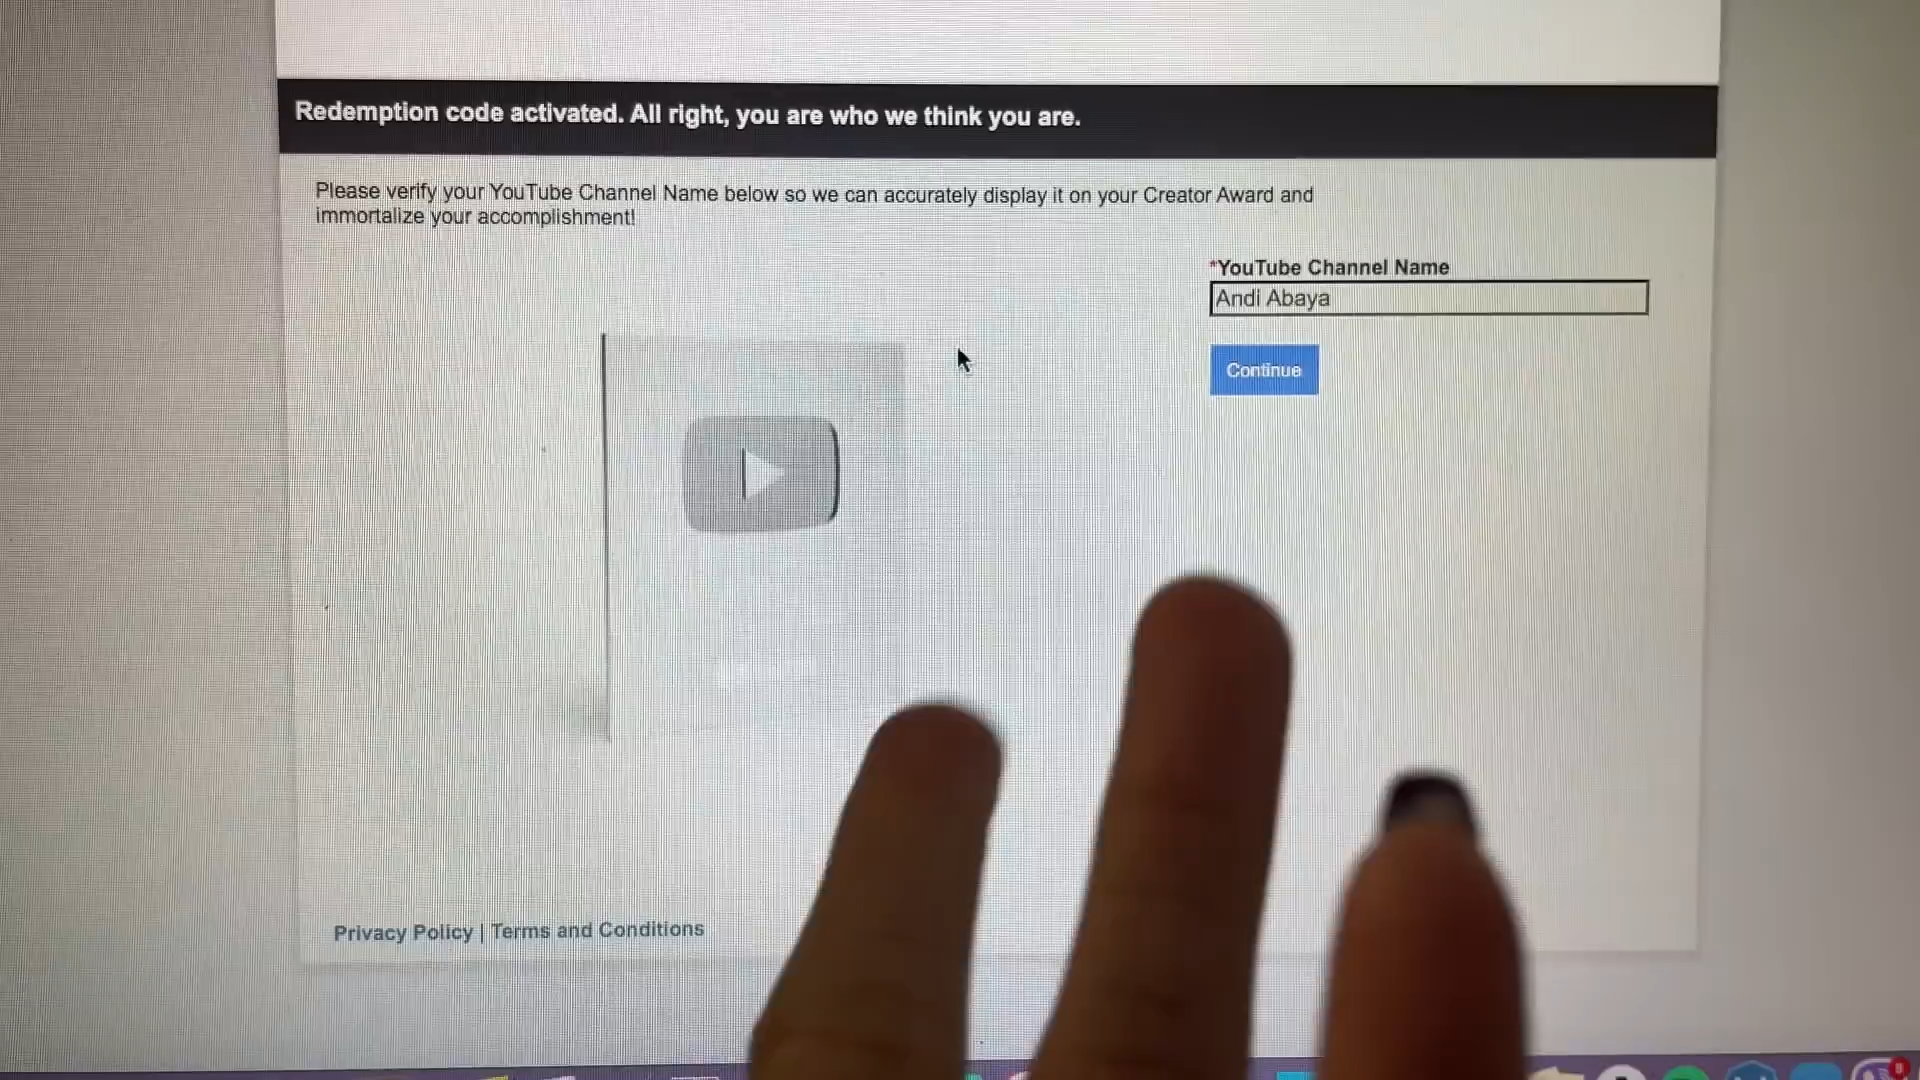 Redemption code activated. All right, you are who we think you are.
Please verify your YouTube Channel Name below so we can accurately display it on your Creator Award and
immortalize your accomplishment!
*YouTube Channel Name
Andi Abaya
Continue
Privacy Policy | Terms and Conditions